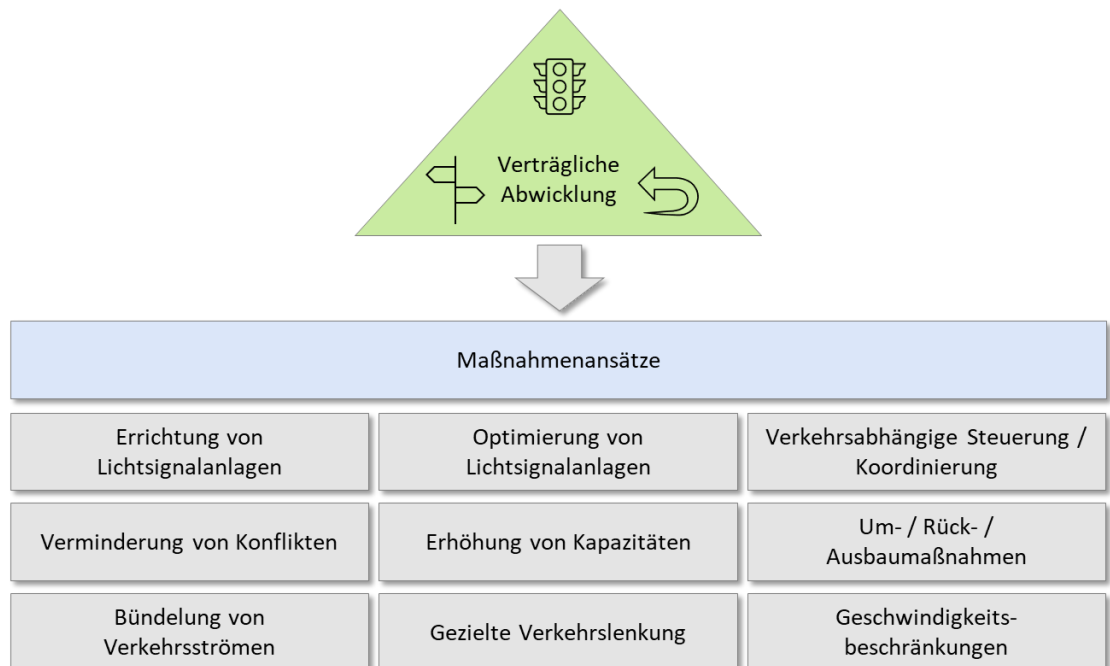 Verträgliche
Abwicklung
Maßnahmenansätze
Errichtung von
Lichtsignalanlagen
Optimierung von
Lichtsignalanlagen
Verkehrsabhängige Steuerung /
Koordinierung
Verminderung von Konflikten
Erhöhung von Kapazitäten
Um- / Rück- /
Ausbaumaßnahmen
Bündelung von
Verkehrsströmen
Gezielte Verkehrslenkung
Geschwindigkeits-
beschränkungen